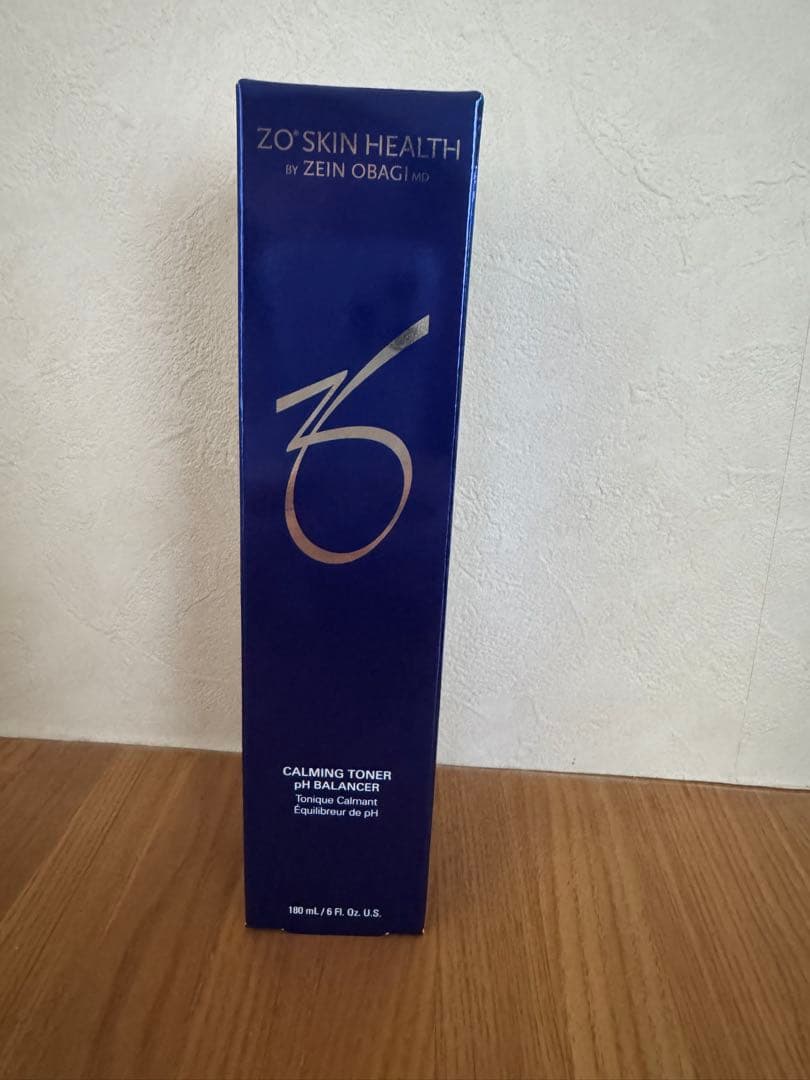 ZO® SKIN HEALTH
BY ZEIN OBAGI MD
CALMING TONER
pH BALANCER
Tonique Calmant
Équilibreur de pH
180 mL / 6 Fl. Oz. U.S.